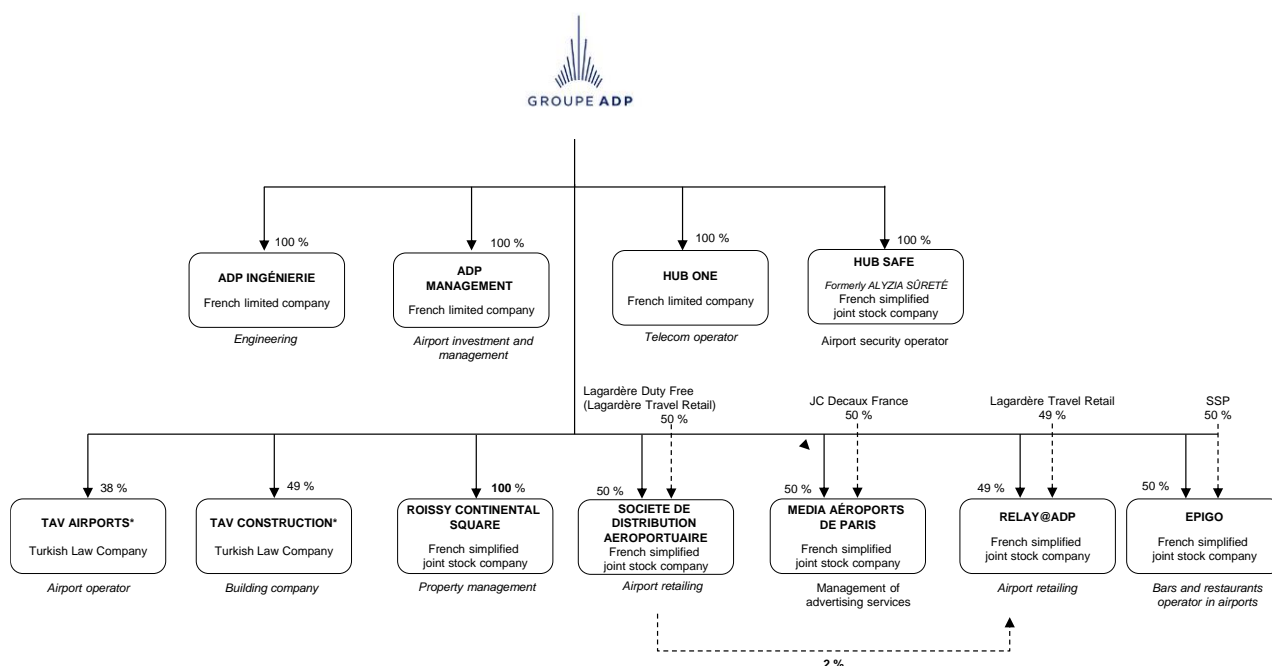 GROUPE ADP
100 %
100 %
100 %
100 %
ADP INGÉNIERIE
French limited company
Engineering
ADP
MANAGEMENT
French limited company
Airport investment and
management
HUB ONE
French limited company
Telecom operator
HUB SAFE
Formerly ALYZIA SÛRETÉ
French simplified
joint stock company
Airport security operator
Lagardère Duty Free
(Lagardère Travel Retail)
50 %
JC Decaux France
50 %
Lagardère Travel Retail
49 %
SSP
50 %
38 %
49 %
100 %
50 %
50 %
49 %
50 %
TAV AIRPORTS*
Turkish Law Company
Airport operator
TAV CONSTRUCTION*
Turkish Law Company
Building company
ROISSY CONTINENTAL
SQUARE
French simplified
joint stock company
Property management
SOCIETE DE
DISTRIBUTION
AEROPORTUAIRE
French simplified
joint stock company
Airport retailing
MEDIA AÉROPORTS
DE PARIS
French simplified
joint stock company
Management of
advertising services
RELAY@ADP
French simplified
joint stock company
Airport retailing
EPIGO
French simplified
joint stock company
Bars and restaurants
operator in airports
2 %